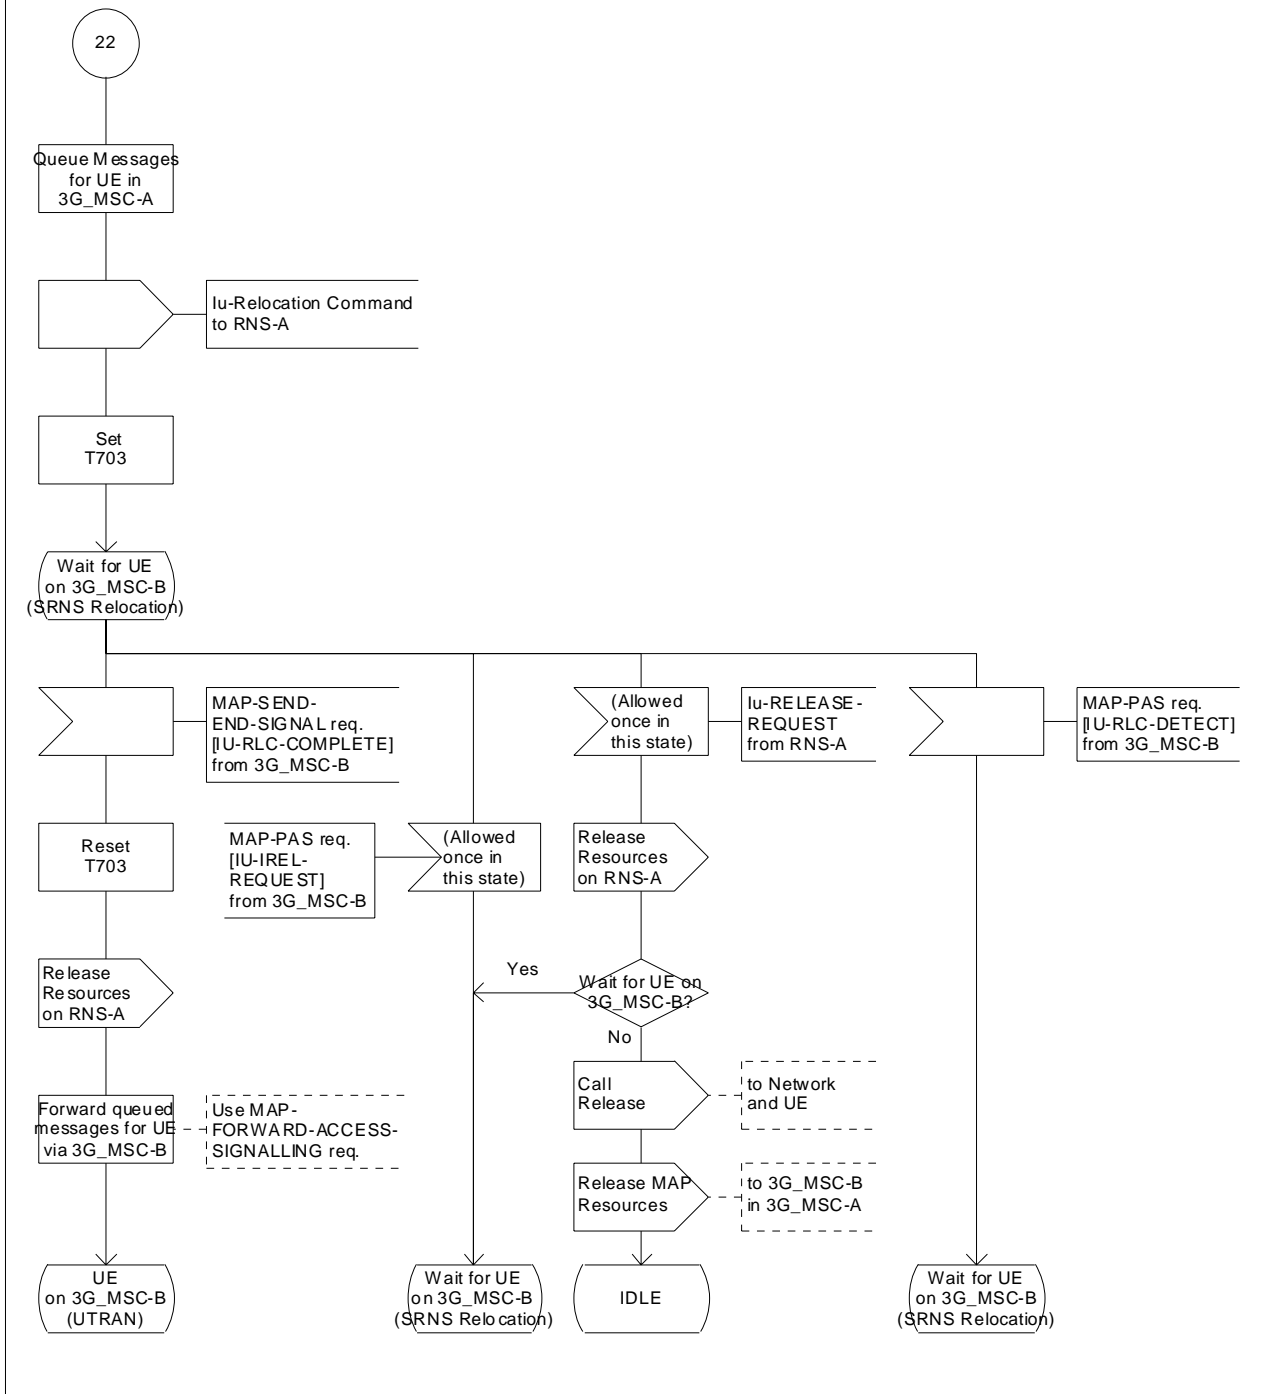 22
Queue Messages
for UE in
3G_MSC-A
Iu-Relocation Command
to RNS-A
Set
T703
Wait for UE
on 3G_MSC-B
(SRNS Relocation)
MAP-SEND-
END-SIGNAL req.
[IU-RLC-COMPLETE]
from 3G_MSC-B
(Allowed
once in
this state)
Iu-RELEASE-
REQUEST
from RNS-A
MAP-PAS req.
[IU-RLC-DETECT]
from 3G_MSC-B
Reset
T703
MAP-PAS req.
[IU-IREL-
REQUEST]
from 3G_MSC-B
(Allowed
once in
this state)
Release
Resources
on RNS-A
Release
Resources
on RNS-A
Yes
Wait for UE on
3G_MSC-B?
No
Forward queued
messages for UE
via 3G_MSC-B
Use MAP-
FORWARD-ACCESS-
SIGNALLING req.
Call
Release
to Network
and UE
Release MAP
Resources
to 3G_MSC-B
in 3G_MSC-A
UE
on 3G_MSC-B
(UTRAN)
Wait for UE
on 3G_MSC-B
(SRNS Relocation)
IDLE
Wait for UE
on 3G_MSC-B
(SRNS Relocation)